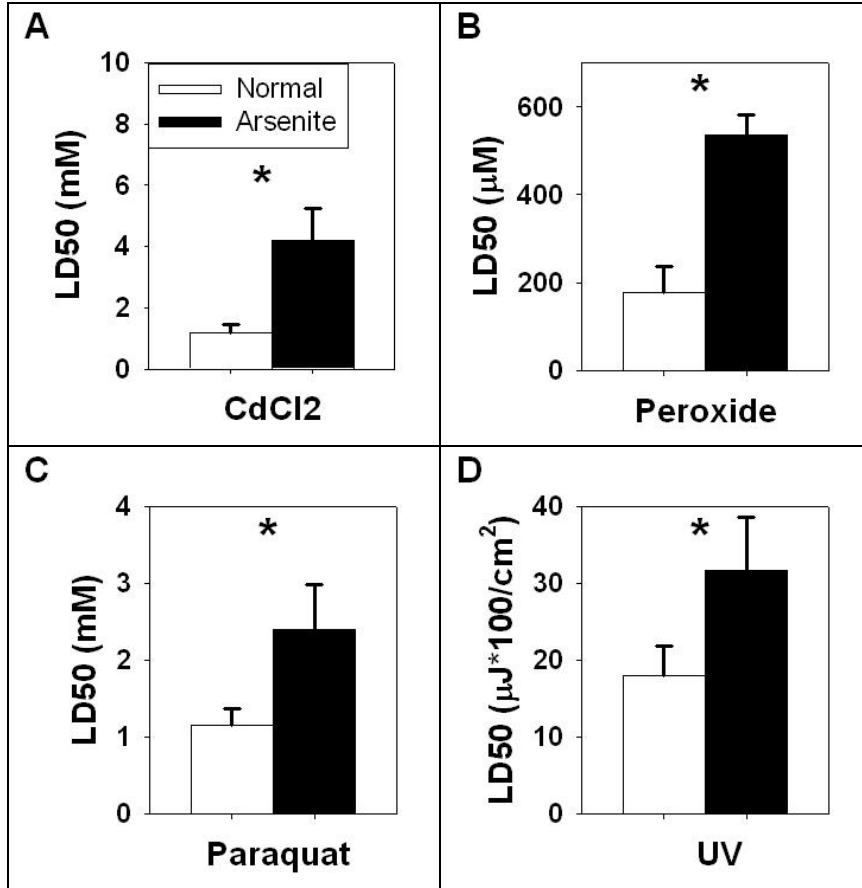 A
LD50 (mM)
10
8
6
4
2
0
Normal
Arsenite
*
CdCl2
B
LD50 (μM)
600
400
200
0
*
Peroxide
C
LD50 (mM)
4
3
2
1
0
*
Paraquat
D
LD50 (μJ*100/cm²)
40
30
20
10
0
*
UV